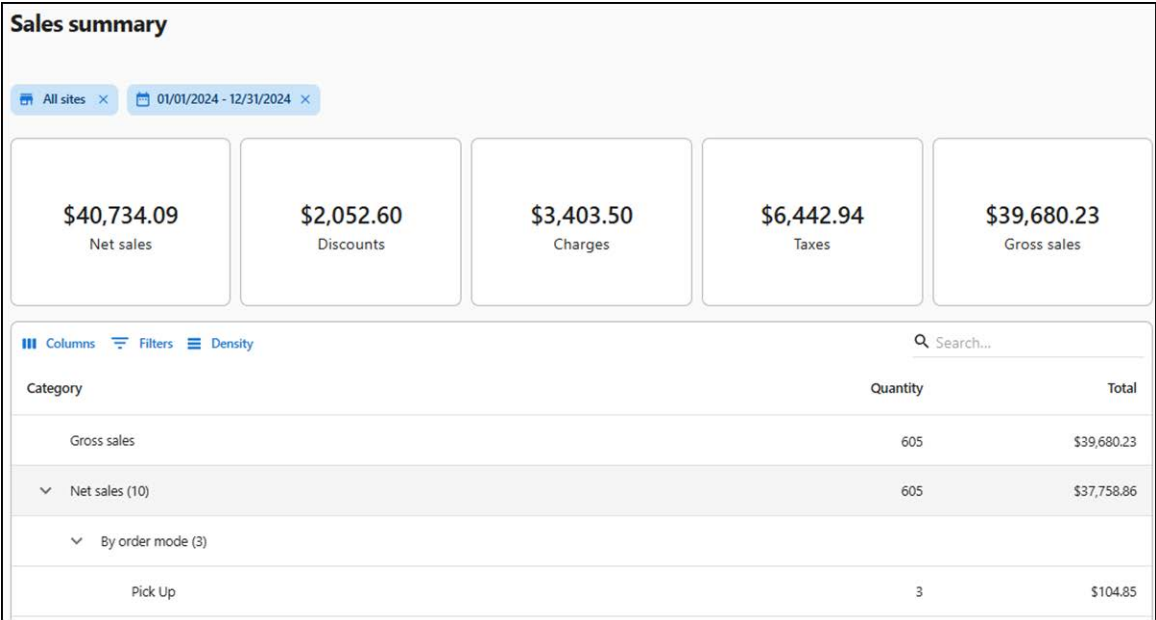 Sales summary
All sites ×
01/01/2024 - 12/31/2024 ×
$40,734.09
Net sales
$2,052.60
Discounts
$3,403.50
Charges
$6,442.94
Taxes
$39,680.23
Gross sales
Columns Filters Density Search...
Category Quantity Total
Gross sales 605 $39,680.23
Net sales (10) 605 $37,758.86
By order mode (3)
Pick Up 3 $104.85